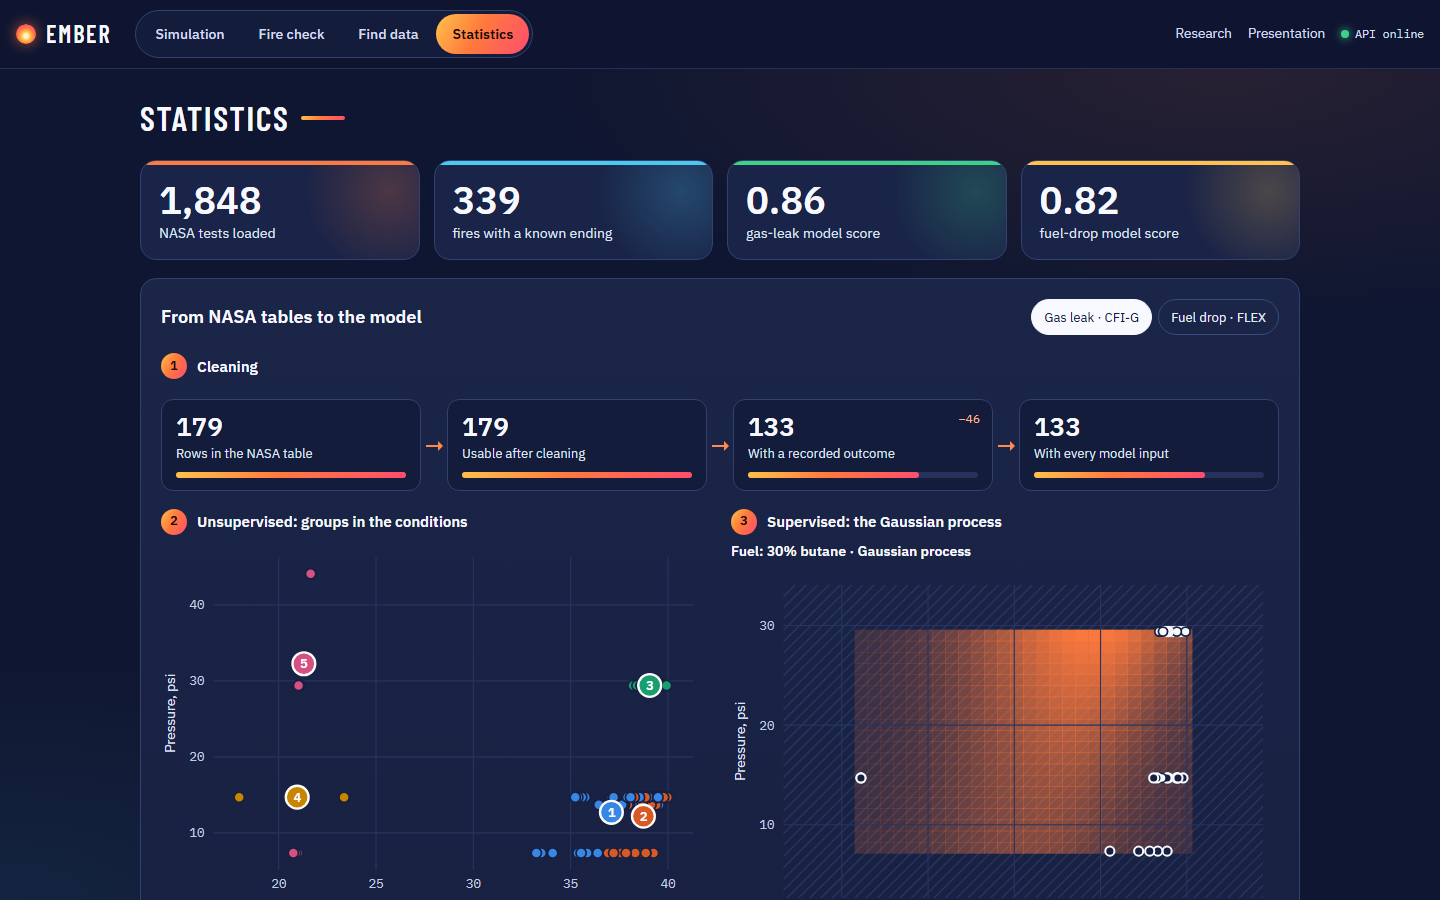 EMBER
Simulation
Fire check
Find data
Statistics
Research
Presentation
API online
STATISTICS
1,848
NASA tests loaded
339
fires with a known ending
0.86
gas-leak model score
0.82
fuel-drop model score
From NASA tables to the model
Gas leak · CFI-G
Fuel drop · FLEX
1 Cleaning
179
Rows in the NASA table
179
Usable after cleaning
133
−46
With a recorded outcome
133
With every model input
2 Unsupervised: groups in the conditions
40
30
20
10
Pressure, psi
5
3
4
1
2
20
25
30
35
40
3 Supervised: the Gaussian process
Fuel: 30% butane · Gaussian process
30
20
10
Pressure, psi